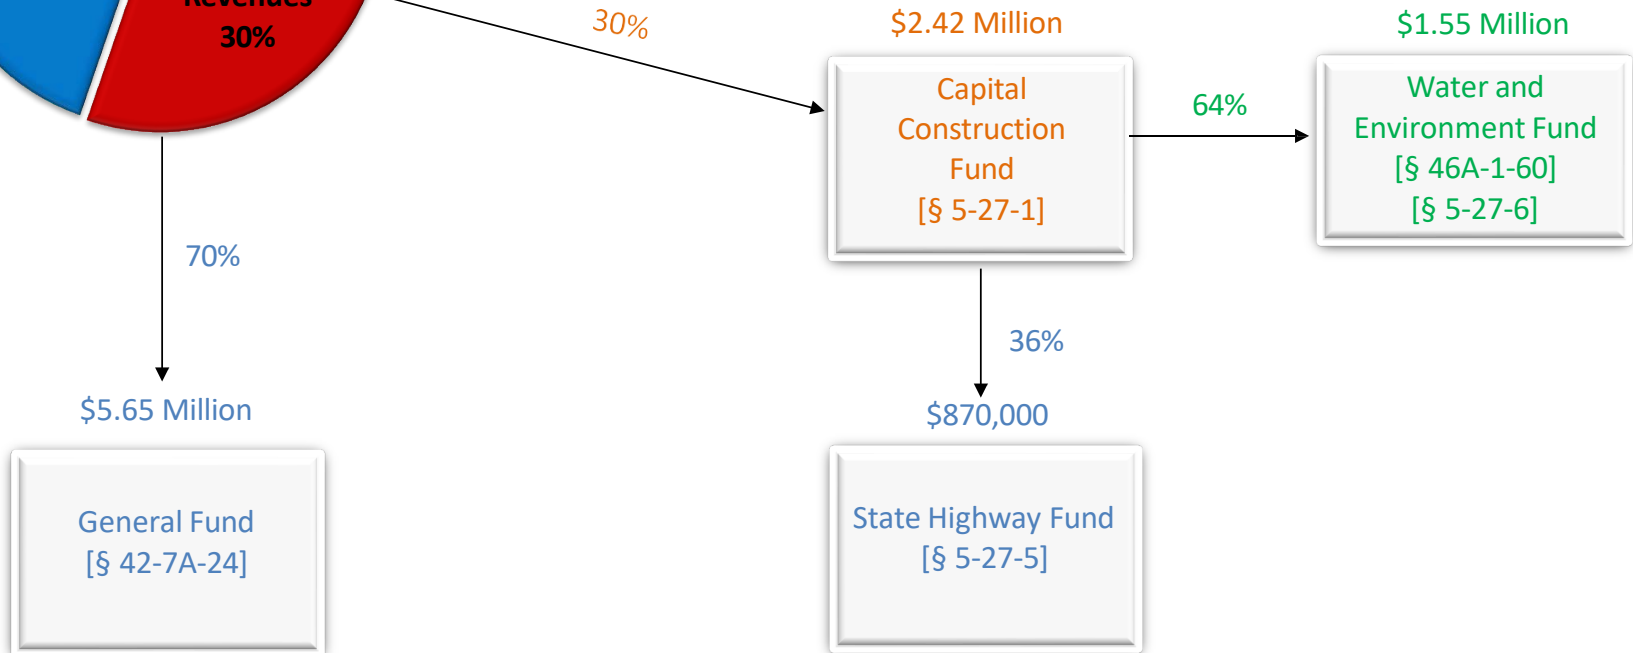 Revenues
30%
30%
$2.42 Million
$1.55 Million
Capital
Construction
Fund
[§ 5-27-1]
64%
Water and
Environment Fund
[§ 46A-1-60]
[§ 5-27-6]
70%
36%
$5.65 Million
$870,000
General Fund
[§ 42-7A-24]
State Highway Fund
[§ 5-27-5]